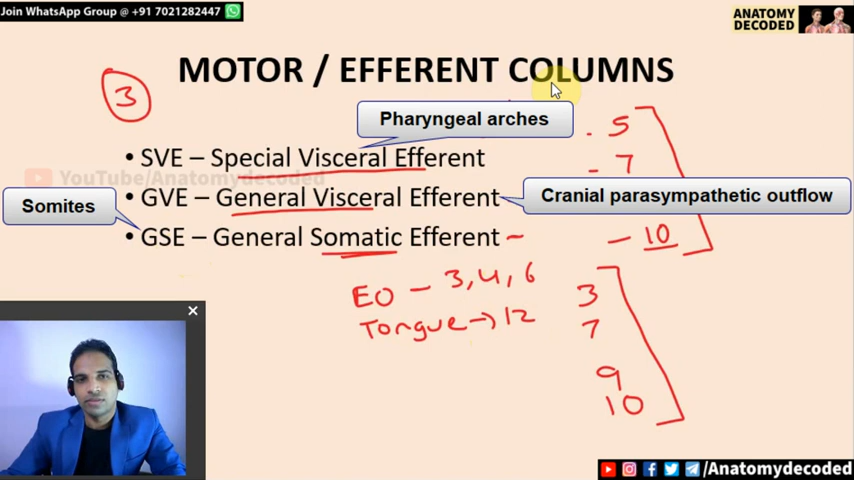 Join WhatsApp Group @ +91 7021282447
ANATOMY
DECODED
MOTOR / EFFERENT COLUMNS
3
Pharyngeal arches
- 5
• SVE – Special Visceral Efferent
- 7
YouTube/Anatomydecoded
• GVE – General Visceral Efferent
Cranial parasympathetic outflow
Somites
• GSE – General Somatic Efferent -
- 10
EO - 3, 4, 6
3
Tongue → 12
7
9
10
/Anatomydecoded